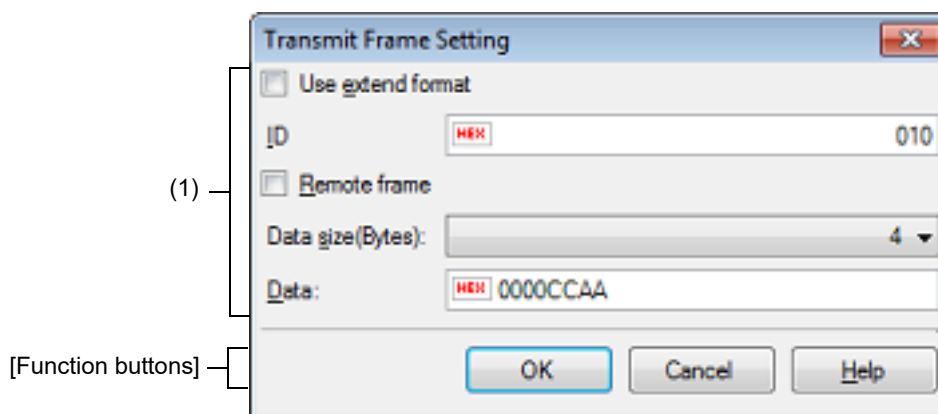 Transmit Frame Setting
Use extend format
ID HEX 010
(1)
Remote frame
Data size(Bytes): 4
Data: HEX 0000CCAA
[Function buttons]
OK Cancel Help